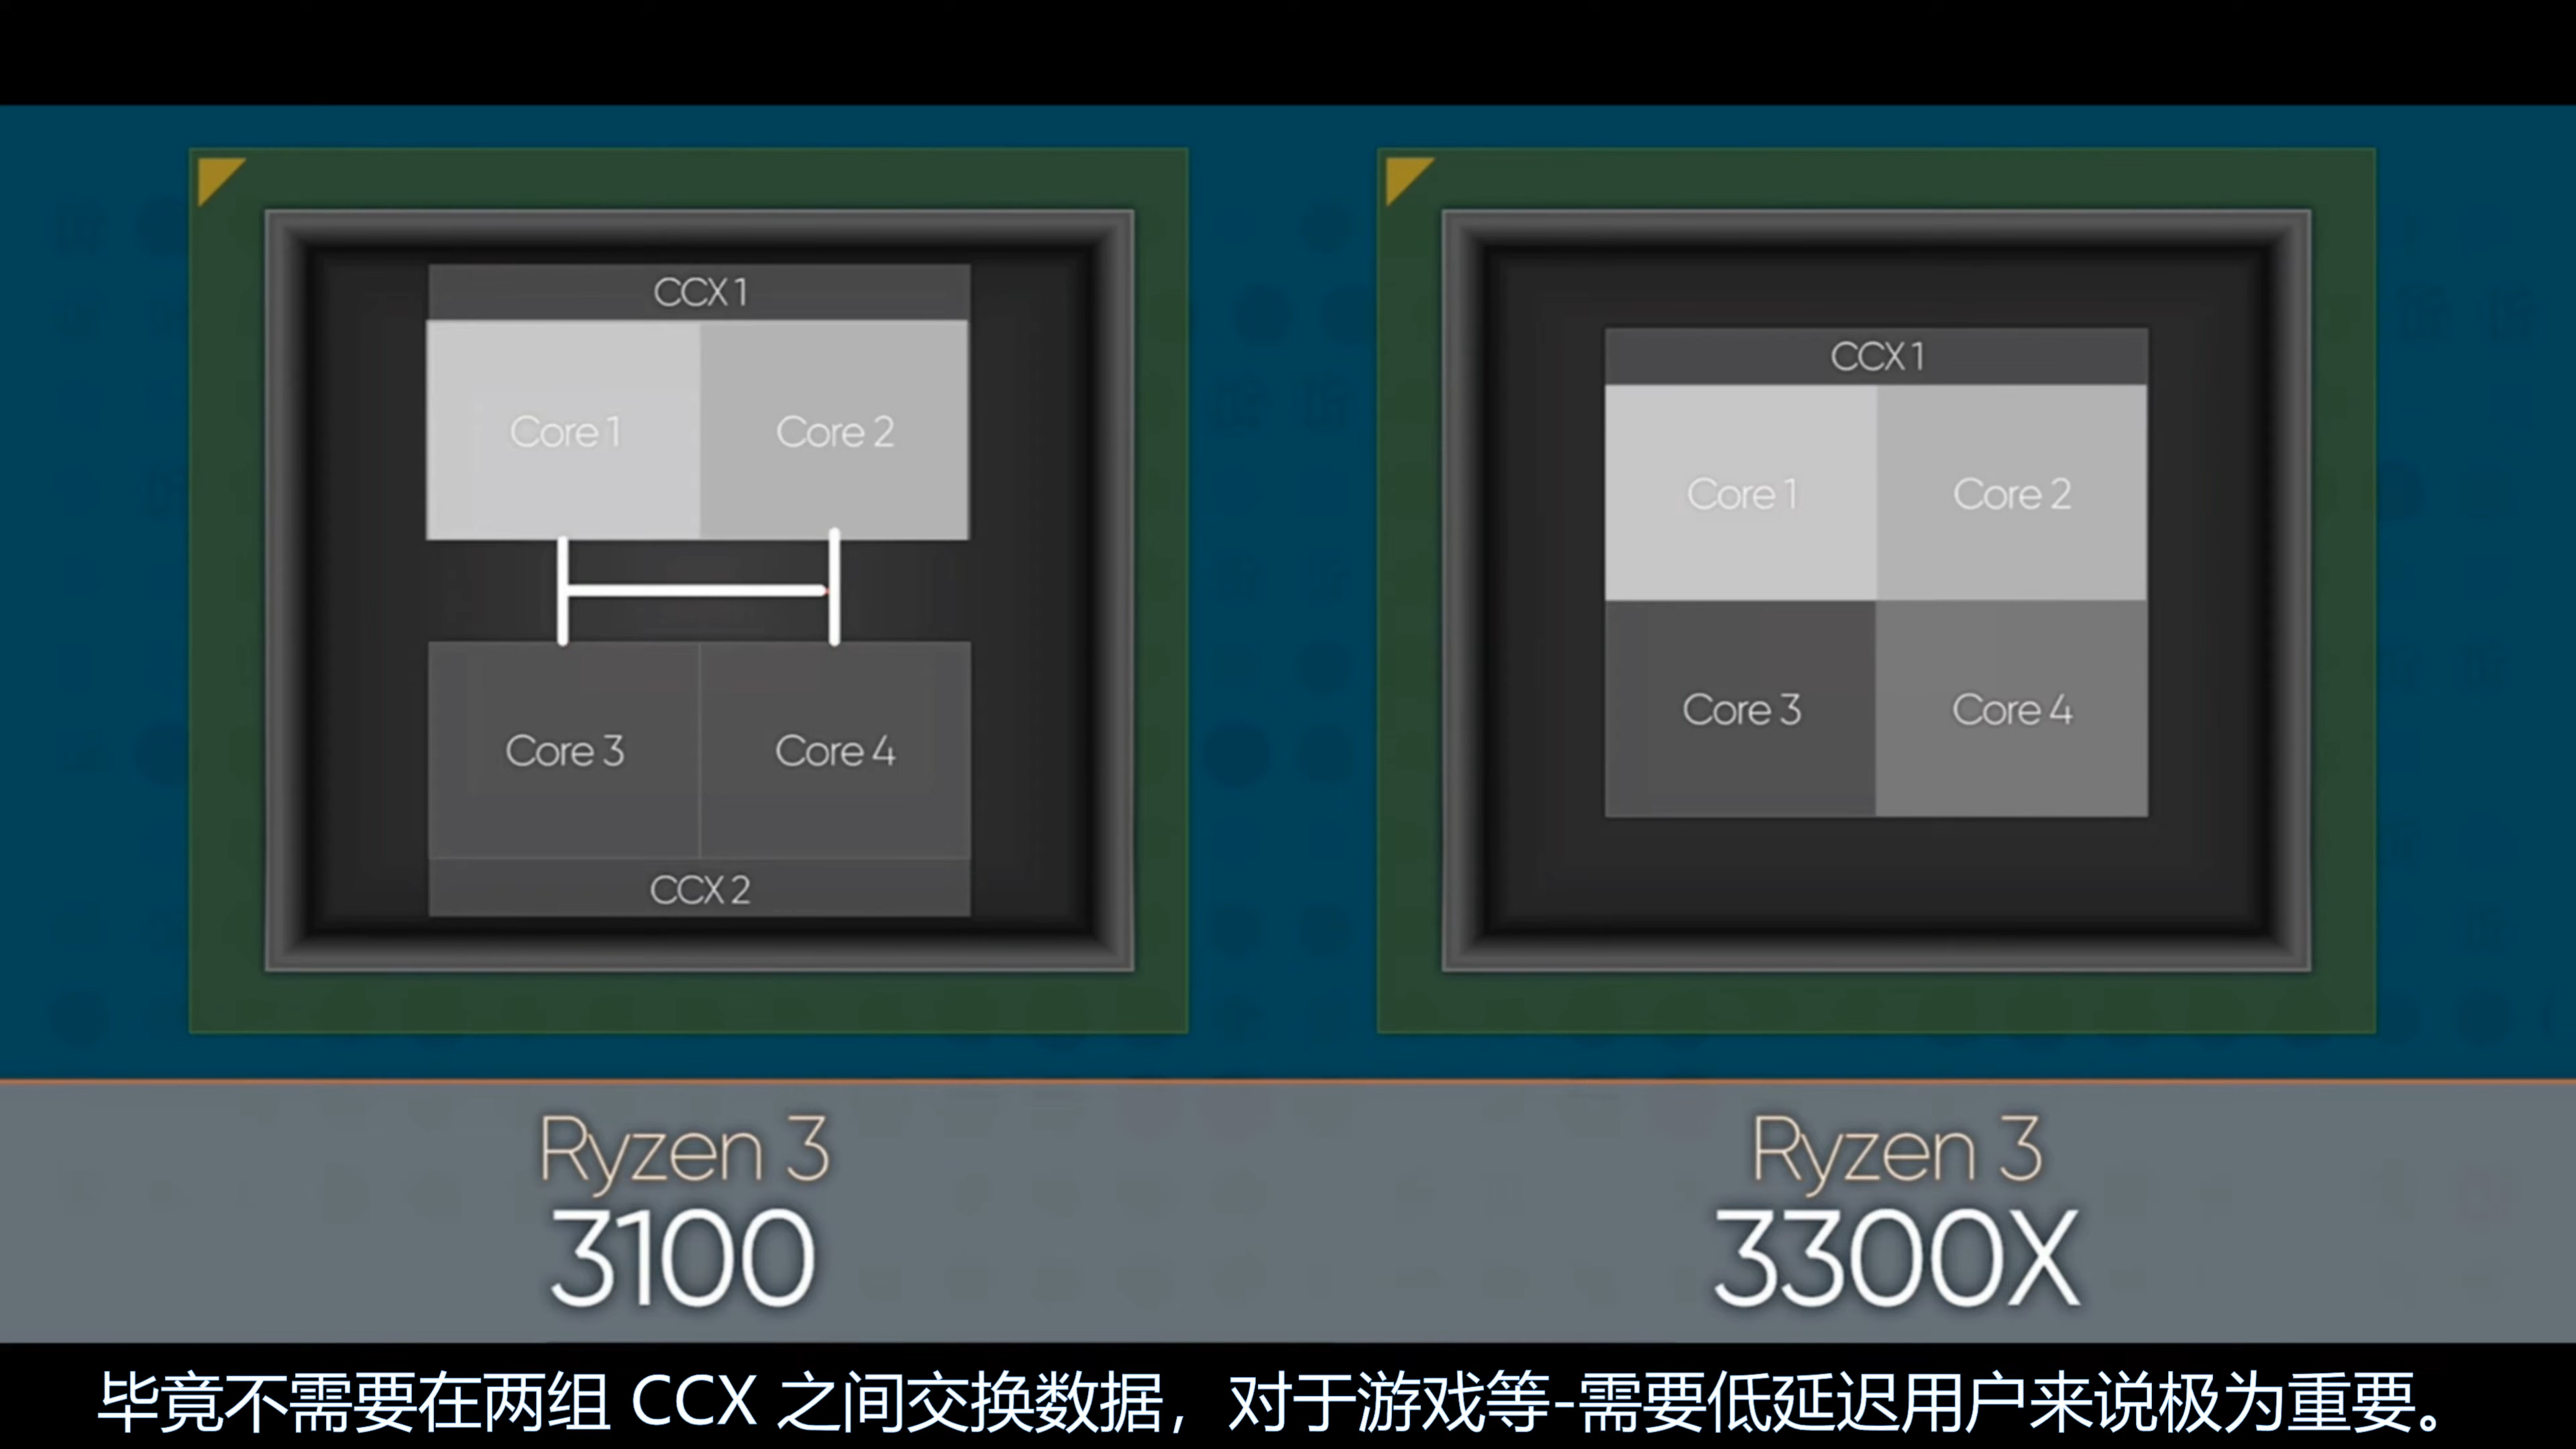 CCX 1
Core 1
Core 2
Core 3
Core 4
CCX 2
CCX 1
Core 1
Core 2
Core 3
Core 4
Ryzen 3
3100
Ryzen 3
3300X
毕竟不需要在两组 CCX 之间交换数据，对于游戏等-需要低延迟用户来说极为重要。